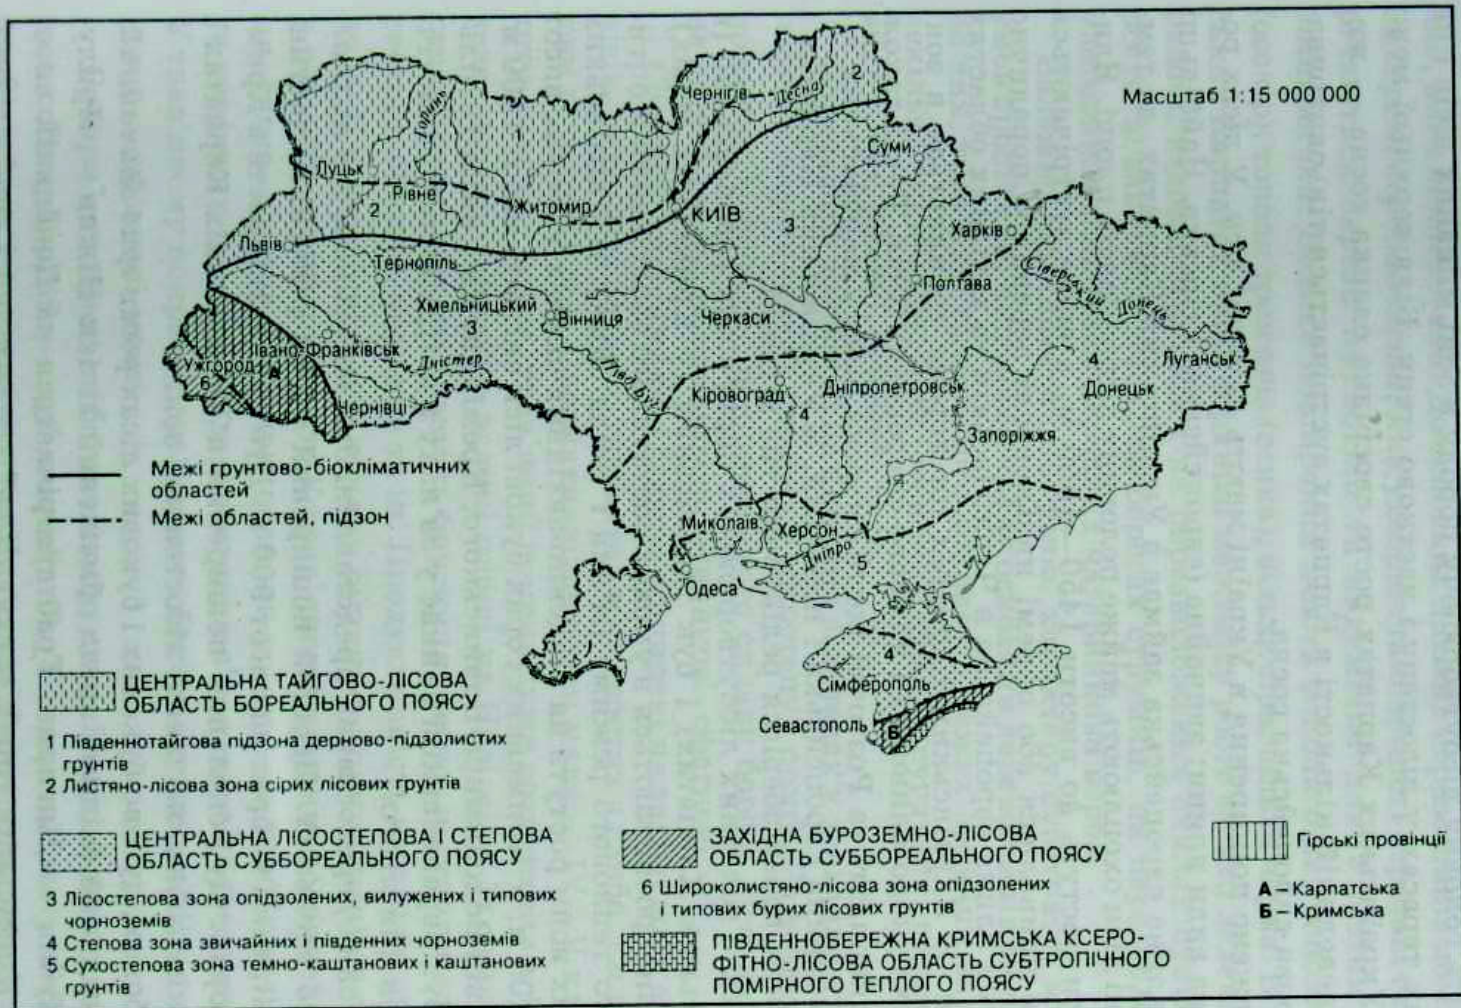 Масштаб 1:15 000 000
2
Чернігів
Десна
Горинь
1
Суми
Луцьк
Рівне
2
Житомир
КИЇВ
3
Харків
Львів
Тернопіль
Сіверський Донець
Полтава
Хмельницький
3
Вінниця
Черкаси
Івано-Франківськ
Дністер
Ужгород
6
А
Півд Буг
4
Луганськ
Чернівці
Кіровоград
Дніпропетровськ
Донецьк
4
Запоріжжя
Миколаїв
Херсон
Дніпро
5
Одеса
4
Сімферополь
Севастополь
Б
Межі грунтово-біокліматичних
областей
Межі областей, підзон
ЦЕНТРАЛЬНА ТАЙГОВО-ЛІСОВА
ОБЛАСТЬ БОРЕАЛЬНОГО ПОЯСУ
1 Південнотайгова підзона дерново-підзолистих
грунтів
2 Листяно-лісова зона сірих лісових грунтів
ЦЕНТРАЛЬНА ЛІСОСТЕПОВА І СТЕПОВА
ОБЛАСТЬ СУББОРЕАЛЬНОГО ПОЯСУ
3 Лісостепова зона опідзолених, вилужених і типових
чорноземів
4 Степова зона звичайних і південних чорноземів
5 Сухостепова зона темно-каштанових і каштанових
грунтів
ЗАХІДНА БУРОЗЕМНО-ЛІСОВА
ОБЛАСТЬ СУББОРЕАЛЬНОГО ПОЯСУ
6 Широколистяно-лісова зона опідзолених
і типових бурих лісових грунтів
ПІВДЕННОБЕРЕЖНА КРИМСЬКА КСЕРО-
ФІТНО-ЛІСОВА ОБЛАСТЬ СУБТРОПІЧНОГО
ПОМІРНОГО ТЕПЛОГО ПОЯСУ
Гірські провінції
А – Карпатська
Б – Кримська